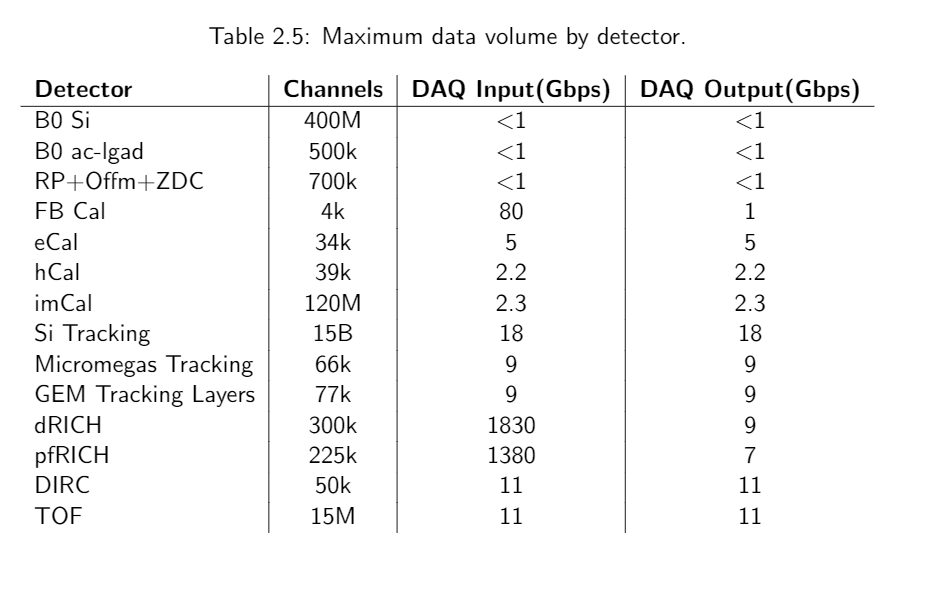 Table 2.5: Maximum data volume by detector.
Detector Channels DAQ Input(Gbps) DAQ Output(Gbps)
B0 Si 400M <1 <1
B0 ac-lgad 500k <1 <1
RP+Offm+ZDC 700k <1 <1
FB Cal 4k 80 1
eCal 34k 5 5
hCal 39k 2.2 2.2
imCal 120M 2.3 2.3
Si Tracking 15B 18 18
Micromegas Tracking 66k 9 9
GEM Tracking Layers 77k 9 9
dRICH 300k 1830 9
pfRICH 225k 1380 7
DIRC 50k 11 11
TOF 15M 11 11